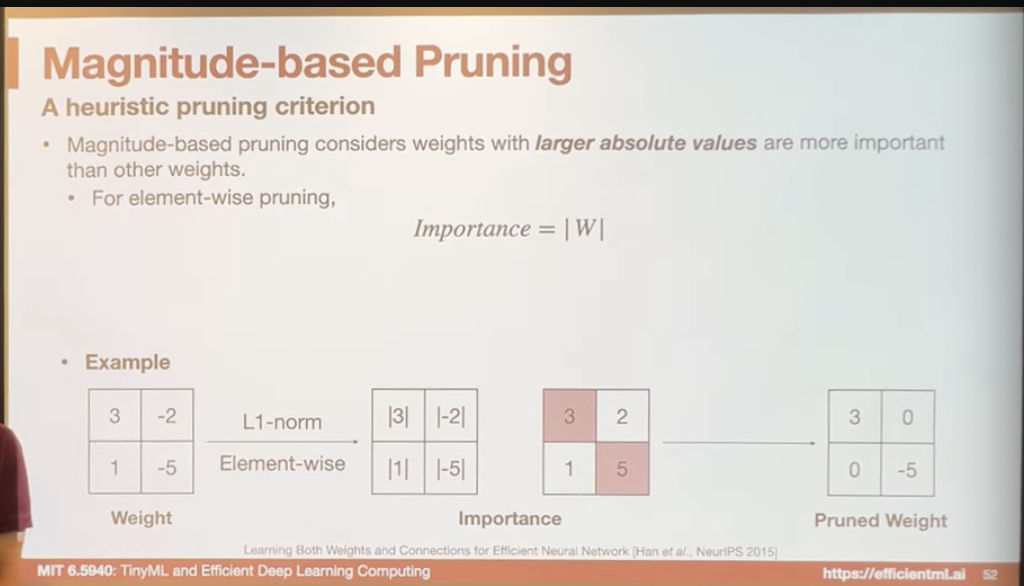 Magnitude-based Pruning
A heuristic pruning criterion
• Magnitude-based pruning considers weights with larger absolute values are more important
than other weights.
• For element-wise pruning,
Importance = |W|
• Example
3 -2
1 -5
Weight
L1-norm
Element-wise
|3| |-2|
|1| |-5|
3 2
1 5
Importance
3 0
0 -5
Pruned Weight
Learning Both Weights and Connections for Efficient Neural Network [Han et al., NeurIPS 2015]
MIT 6.5940: TinyML and Efficient Deep Learning Computing
https://efficientml.ai 52